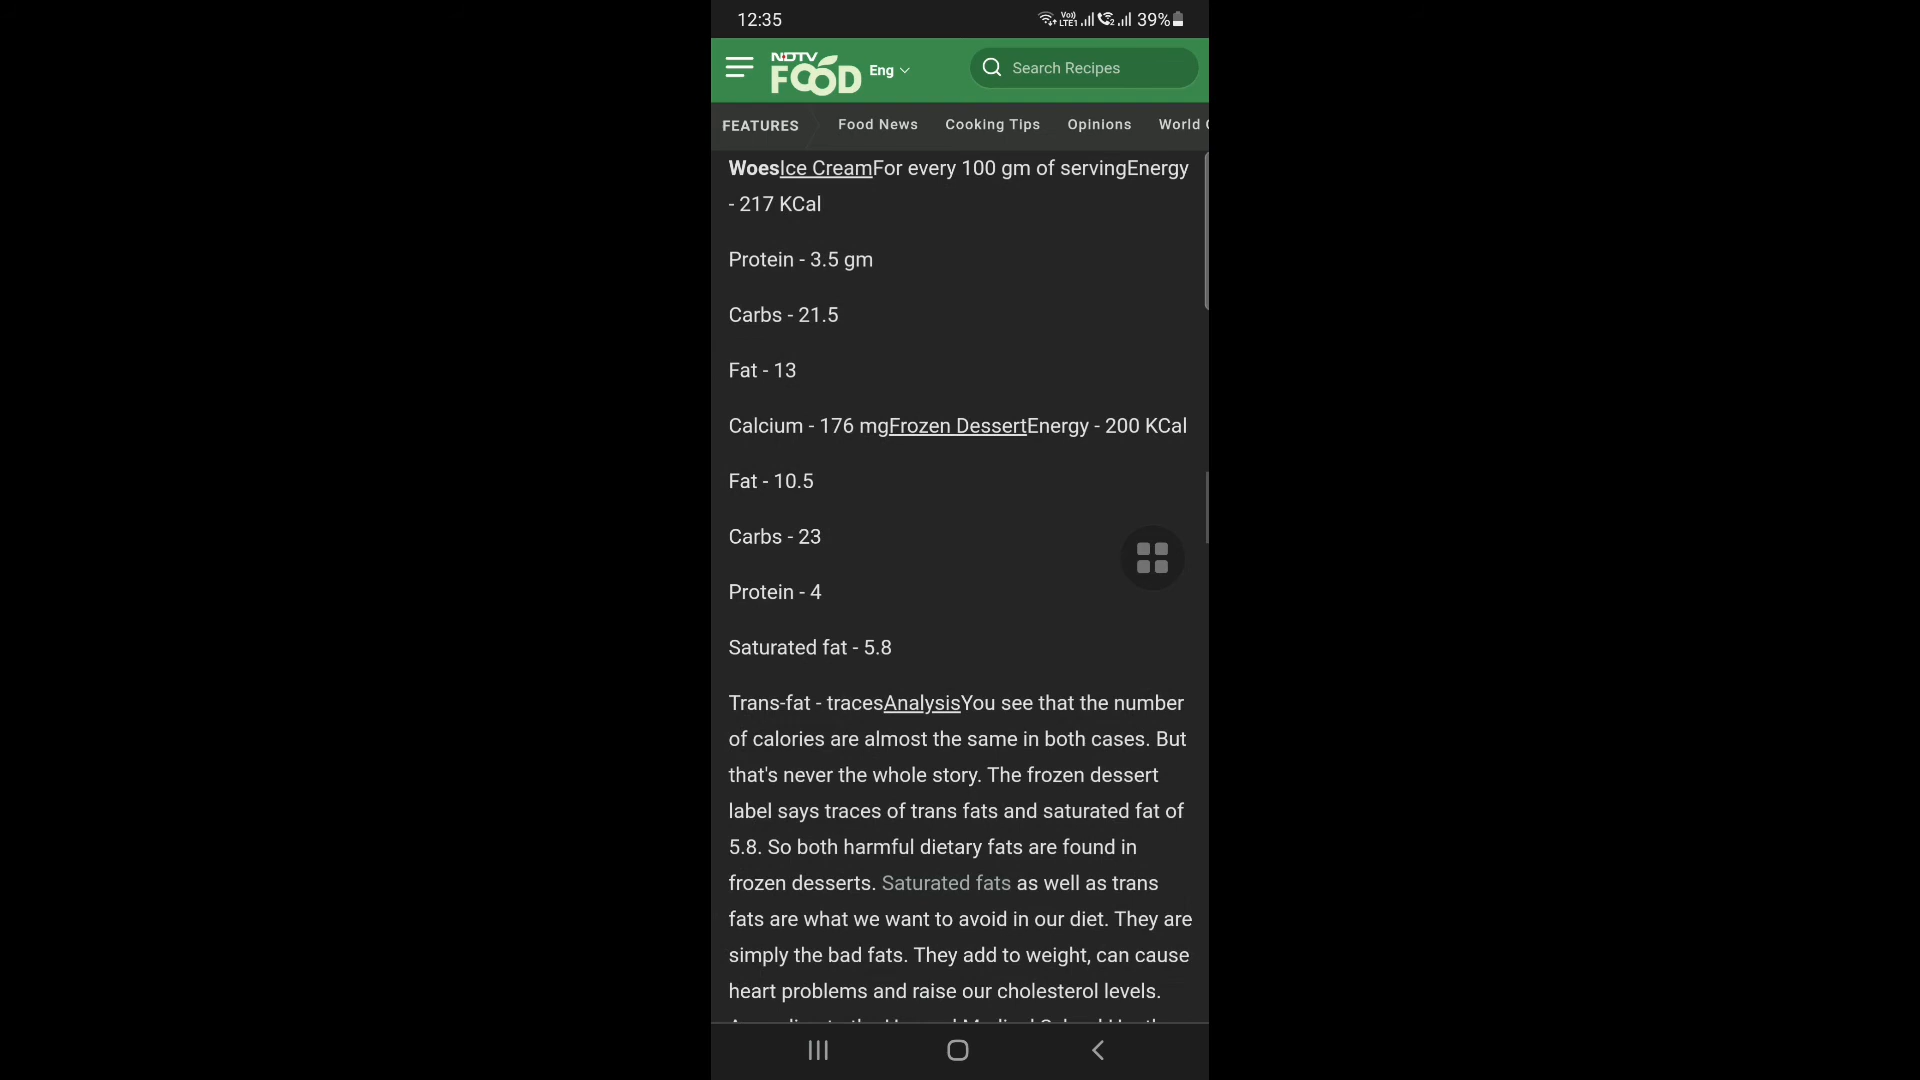 12:35
Vo)) LTE1 2 39%
NDTV FOOD Eng Search Recipes
FEATURES Food News Cooking Tips Opinions World
WoesIce CreamFor every 100 gm of servingEnergy
- 217 KCal
Protein - 3.5 gm
Carbs - 21.5
Fat - 13
Calcium - 176 mgFrozen DessertEnergy - 200 KCal
Fat - 10.5
Carbs - 23
Protein - 4
Saturated fat - 5.8
Trans-fat - tracesAnalysisYou see that the number
of calories are almost the same in both cases. But
that's never the whole story. The frozen dessert
label says traces of trans fats and saturated fat of
5.8. So both harmful dietary fats are found in
frozen desserts. Saturated fats as well as trans
fats are what we want to avoid in our diet. They are
simply the bad fats. They add to weight, can cause
heart problems and raise our cholesterol levels.